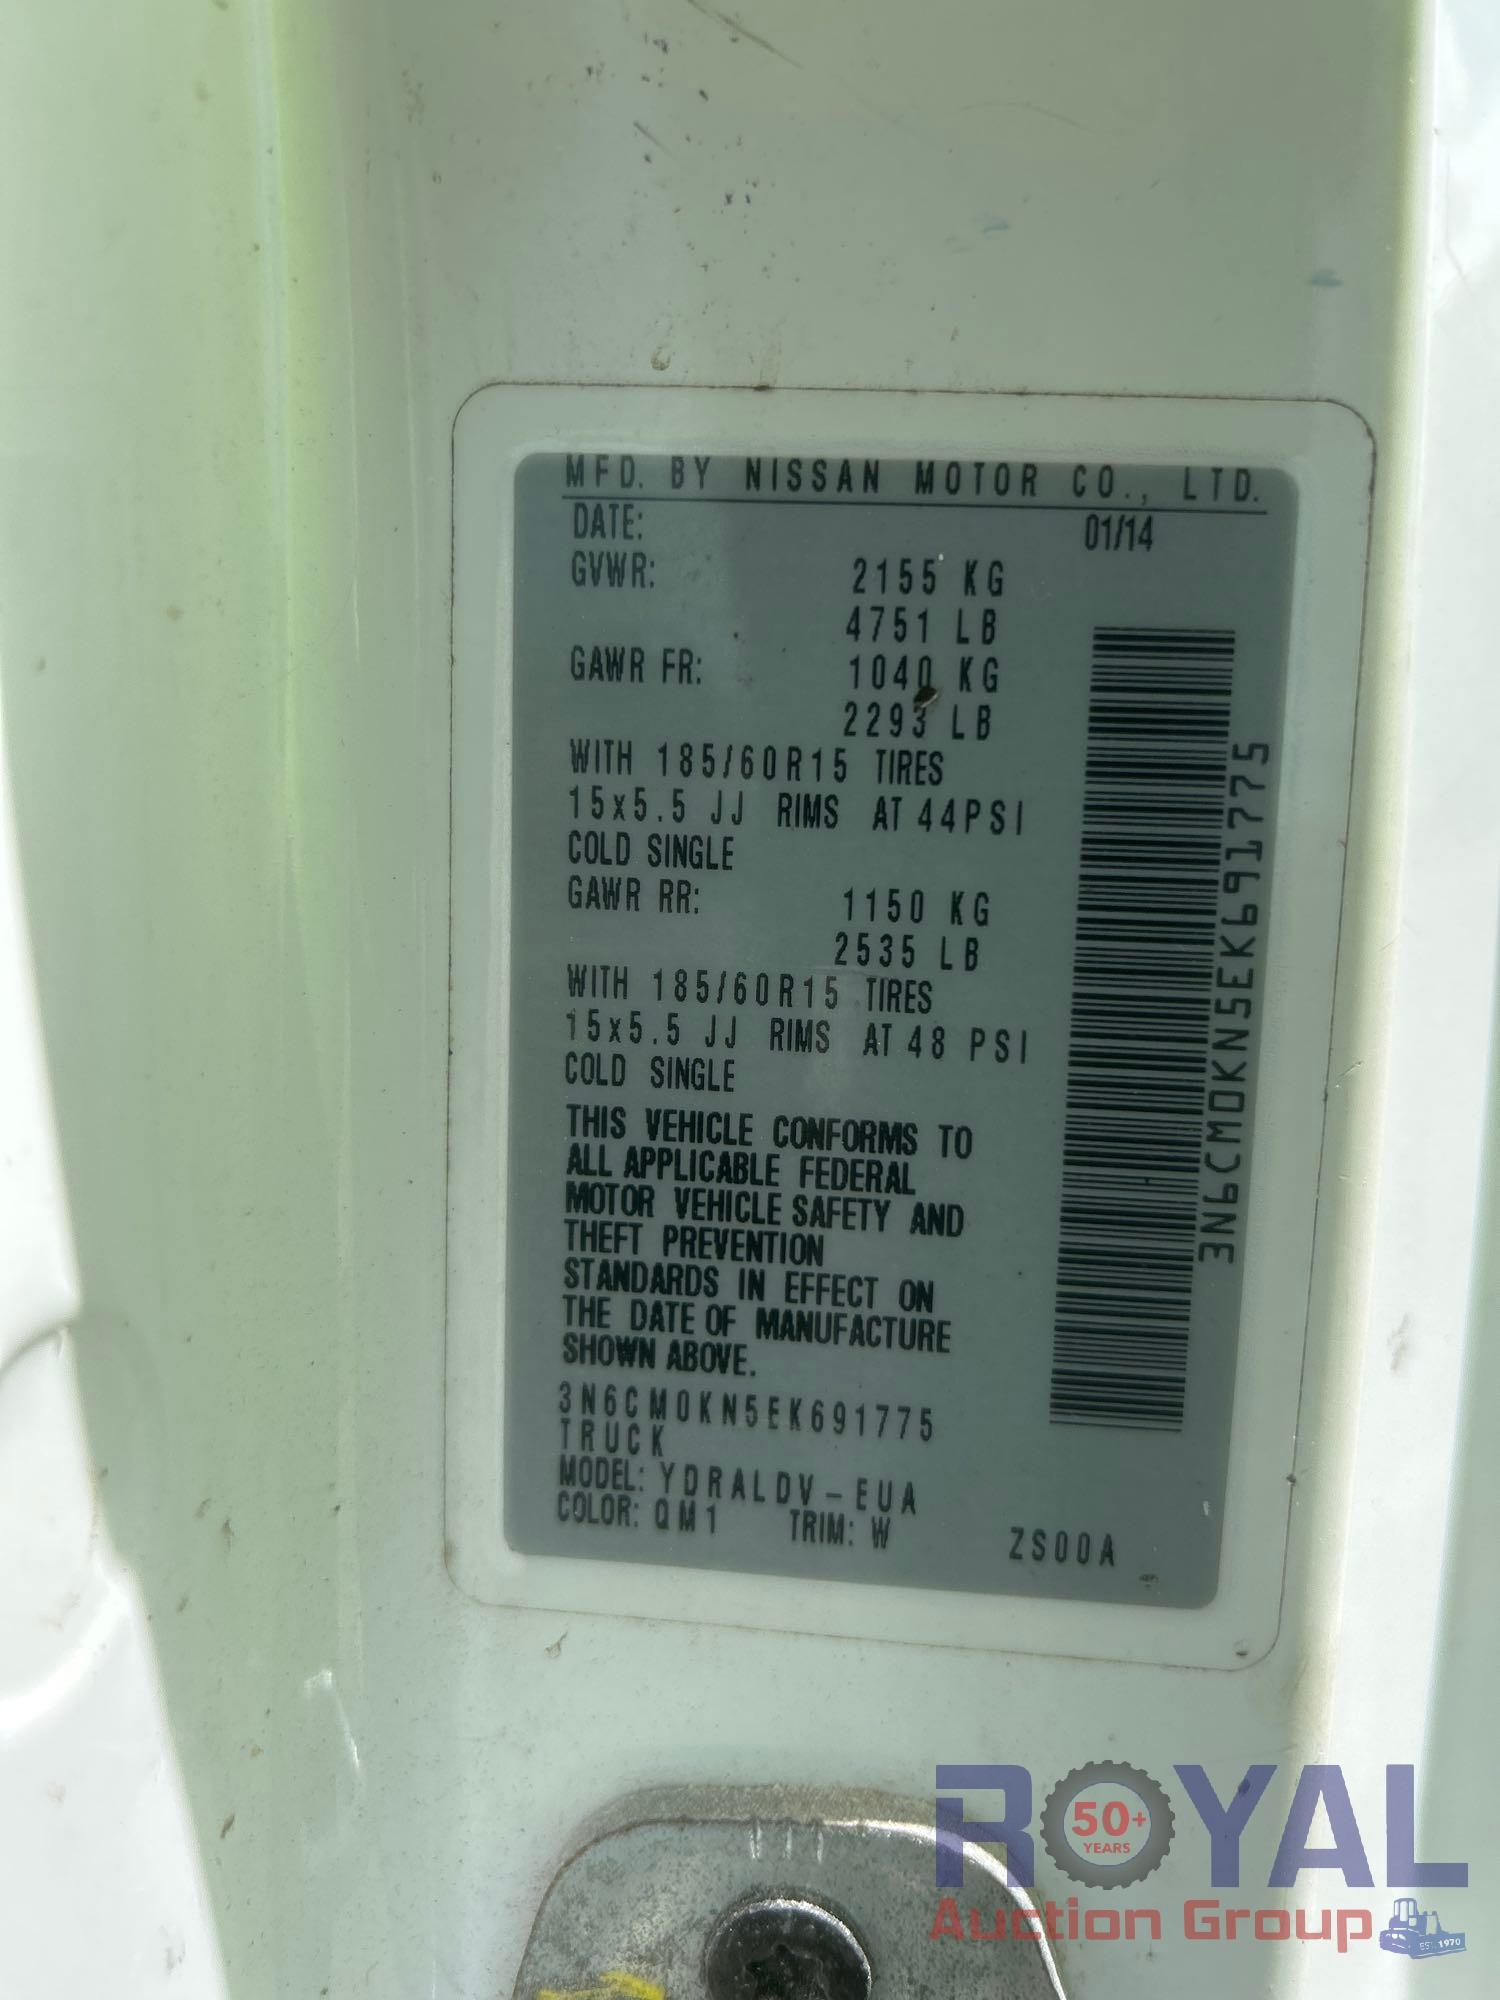 MFD. BY NISSAN MOTOR CO., LTD.
DATE: 01/14
GVWR: 2155 KG
4751 LB
GAWR FR: 1040 KG
2293 LB
WITH 185/60R15 TIRES
15x5.5 JJ RIMS AT 44PSI
COLD SINGLE
GAWR RR: 1150 KG
2535 LB
WITH 185/60R15 TIRES
15x5.5 JJ RIMS AT 48 PSI
COLD SINGLE
THIS VEHICLE CONFORMS TO
ALL APPLICABLE FEDERAL
MOTOR VEHICLE SAFETY AND
THEFT PREVENTION
STANDARDS IN EFFECT ON
THE DATE OF MANUFACTURE
SHOWN ABOVE.
3N6CM0KN5EK691775
TRUCK
MODEL: YDRALDV-EUA
COLOR: QM1 TRIM: W ZS00A
3N6CM0KN5EK691775
ROYAL
50+
YEARS
Auction Group
EST. 1970